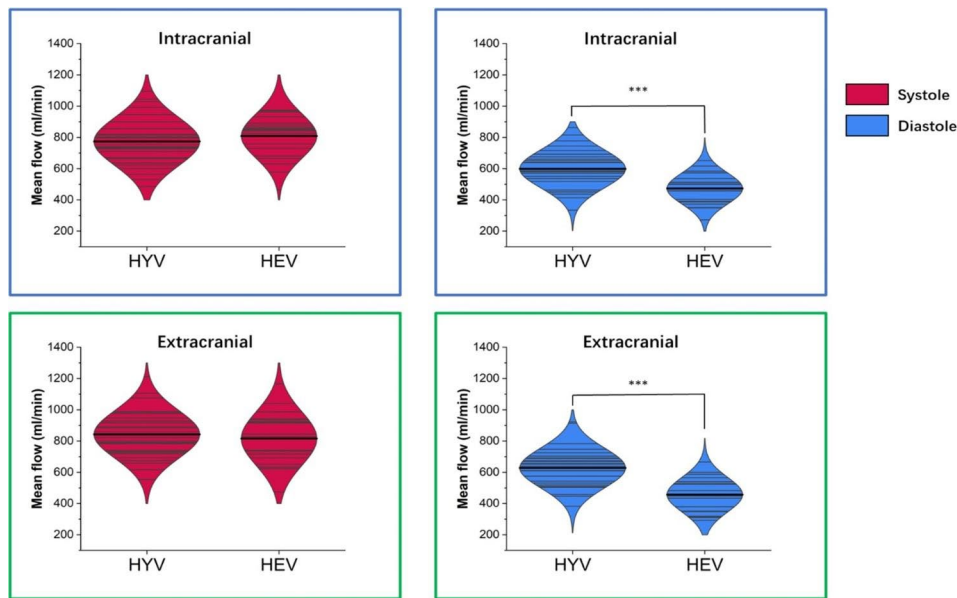 Intracranial
Mean flow (ml/min)
1400
1200
1000
800
600
400
200
HYV
HEV
Intracranial
Mean flow (ml/min)
1400
1200
1000
800
600
400
200
***
HYV
HEV
Systole
Diastole
Extracranial
Mean flow (ml/min)
1400
1200
1000
800
600
400
200
HYV
HEV
Extracranial
Mean flow (ml/min)
1400
1200
1000
800
600
400
200
***
HYV
HEV